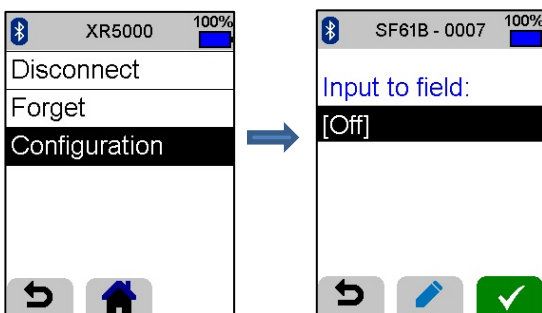 XR5000
100%
Disconnect
Forget
Configuration
SF61B - 0007
100%
Input to field:
[Off]